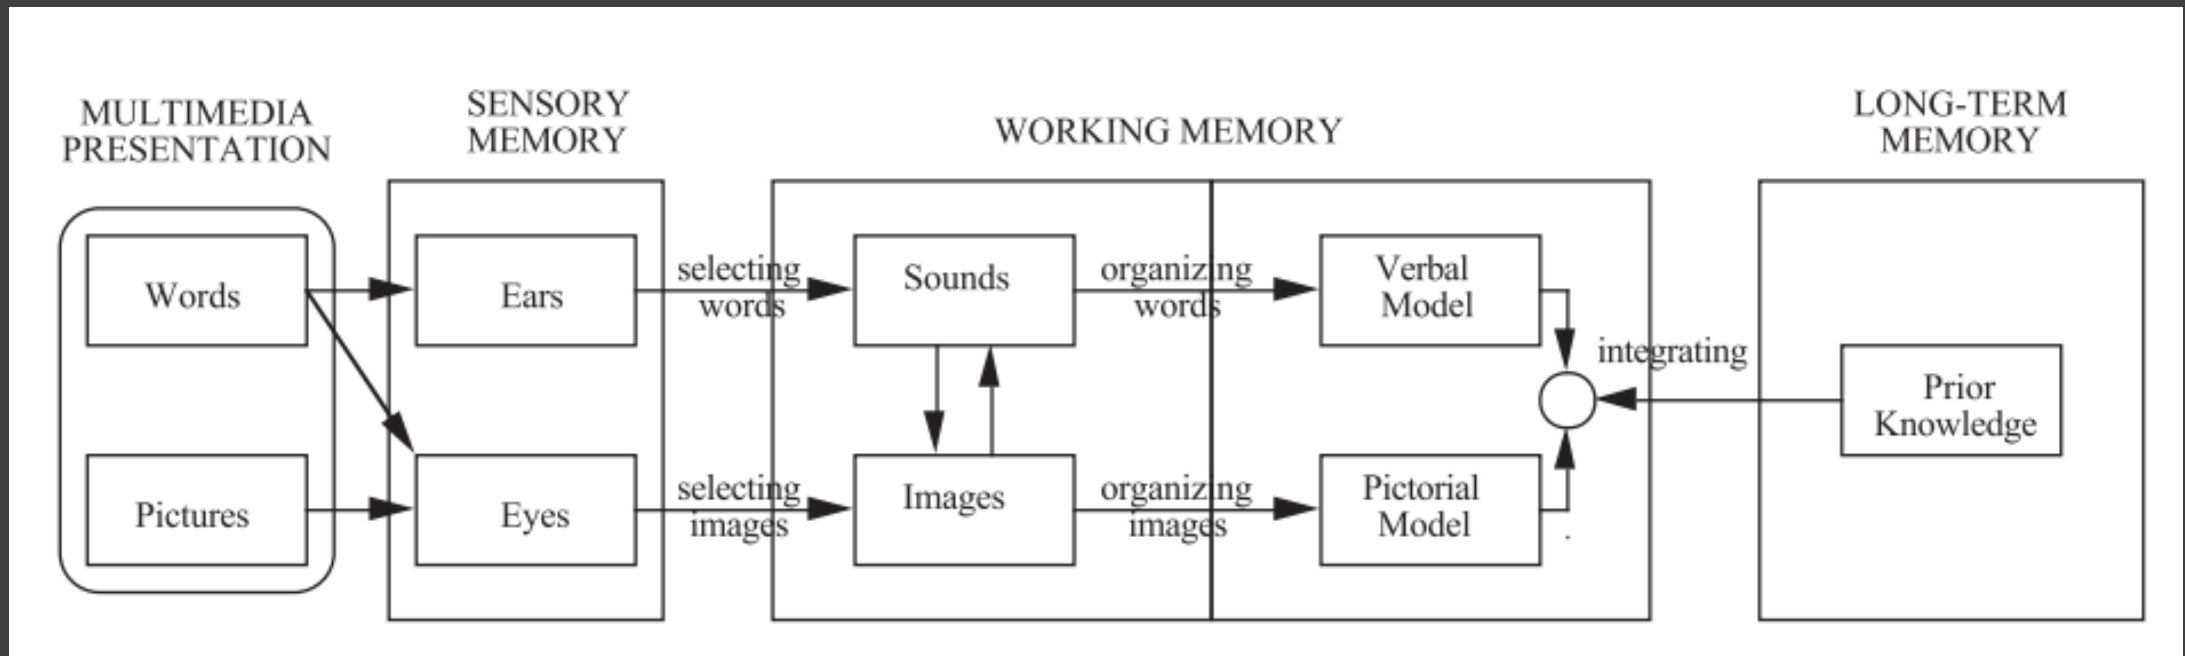 MULTIMEDIA
PRESENTATION
SENSORY
MEMORY
WORKING MEMORY
LONG-TERM
MEMORY
Words
Ears
selecting
words
Sounds
organizing
words
Verbal
Model
integrating
Prior
Knowledge
Pictures
Eyes
selecting
images
Images
organizing
images
Pictorial
Model